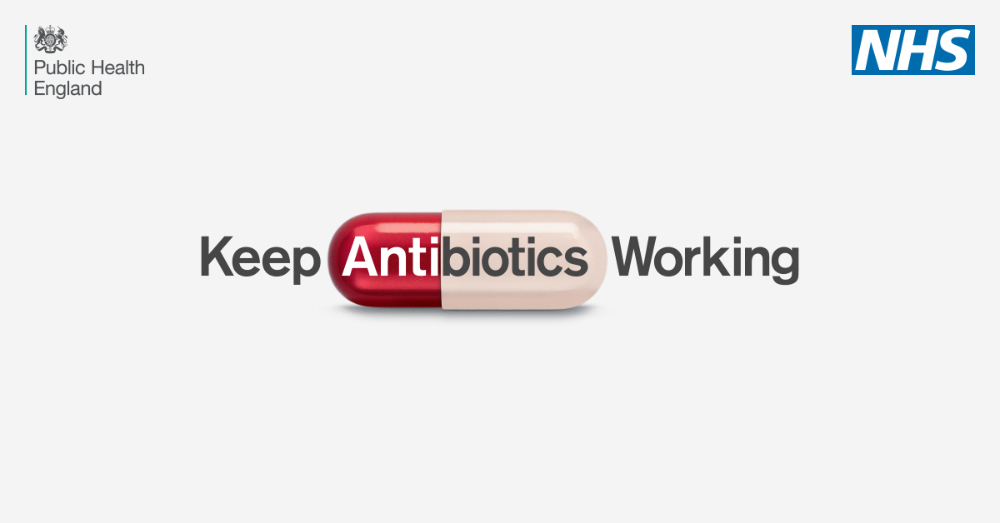 Public Health
England
NHS
Keep Antibiotics Working